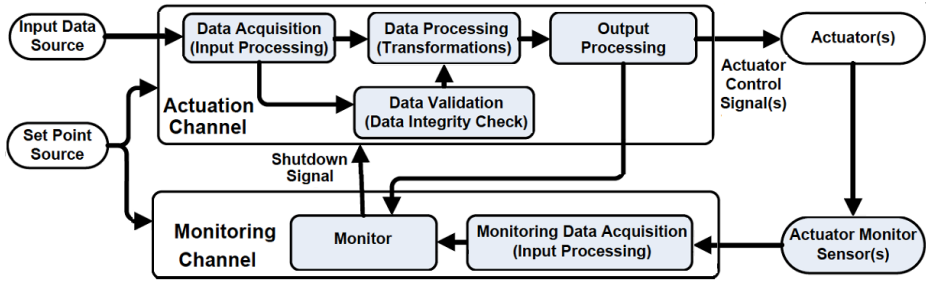 Input Data
Source
Data Acquisition
(Input Processing)
Data Processing
(Transformations)
Output
Processing
Actuator(s)
Actuator
Control
Signal(s)
Data Validation
(Data Integrity Check)
Actuation
Channel
Set Point
Source
Shutdown
Signal
Monitoring
Channel
Monitor
Monitoring Data Acquisition
(Input Processing)
Actuator Monitor
Sensor(s)